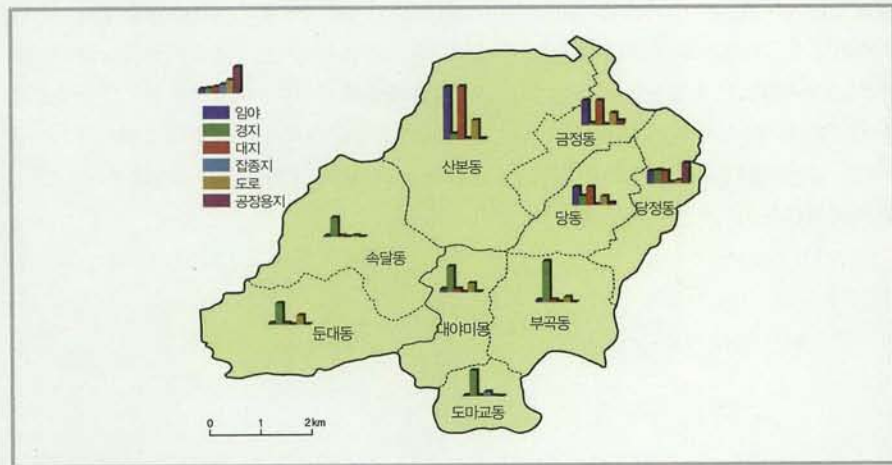 임야
경지
대지
잡종지
도로
공장용지
산본동
금정동
당동
당정동
속달동
둔대동
대야미동
부곡동
도마교동
0 1 2km